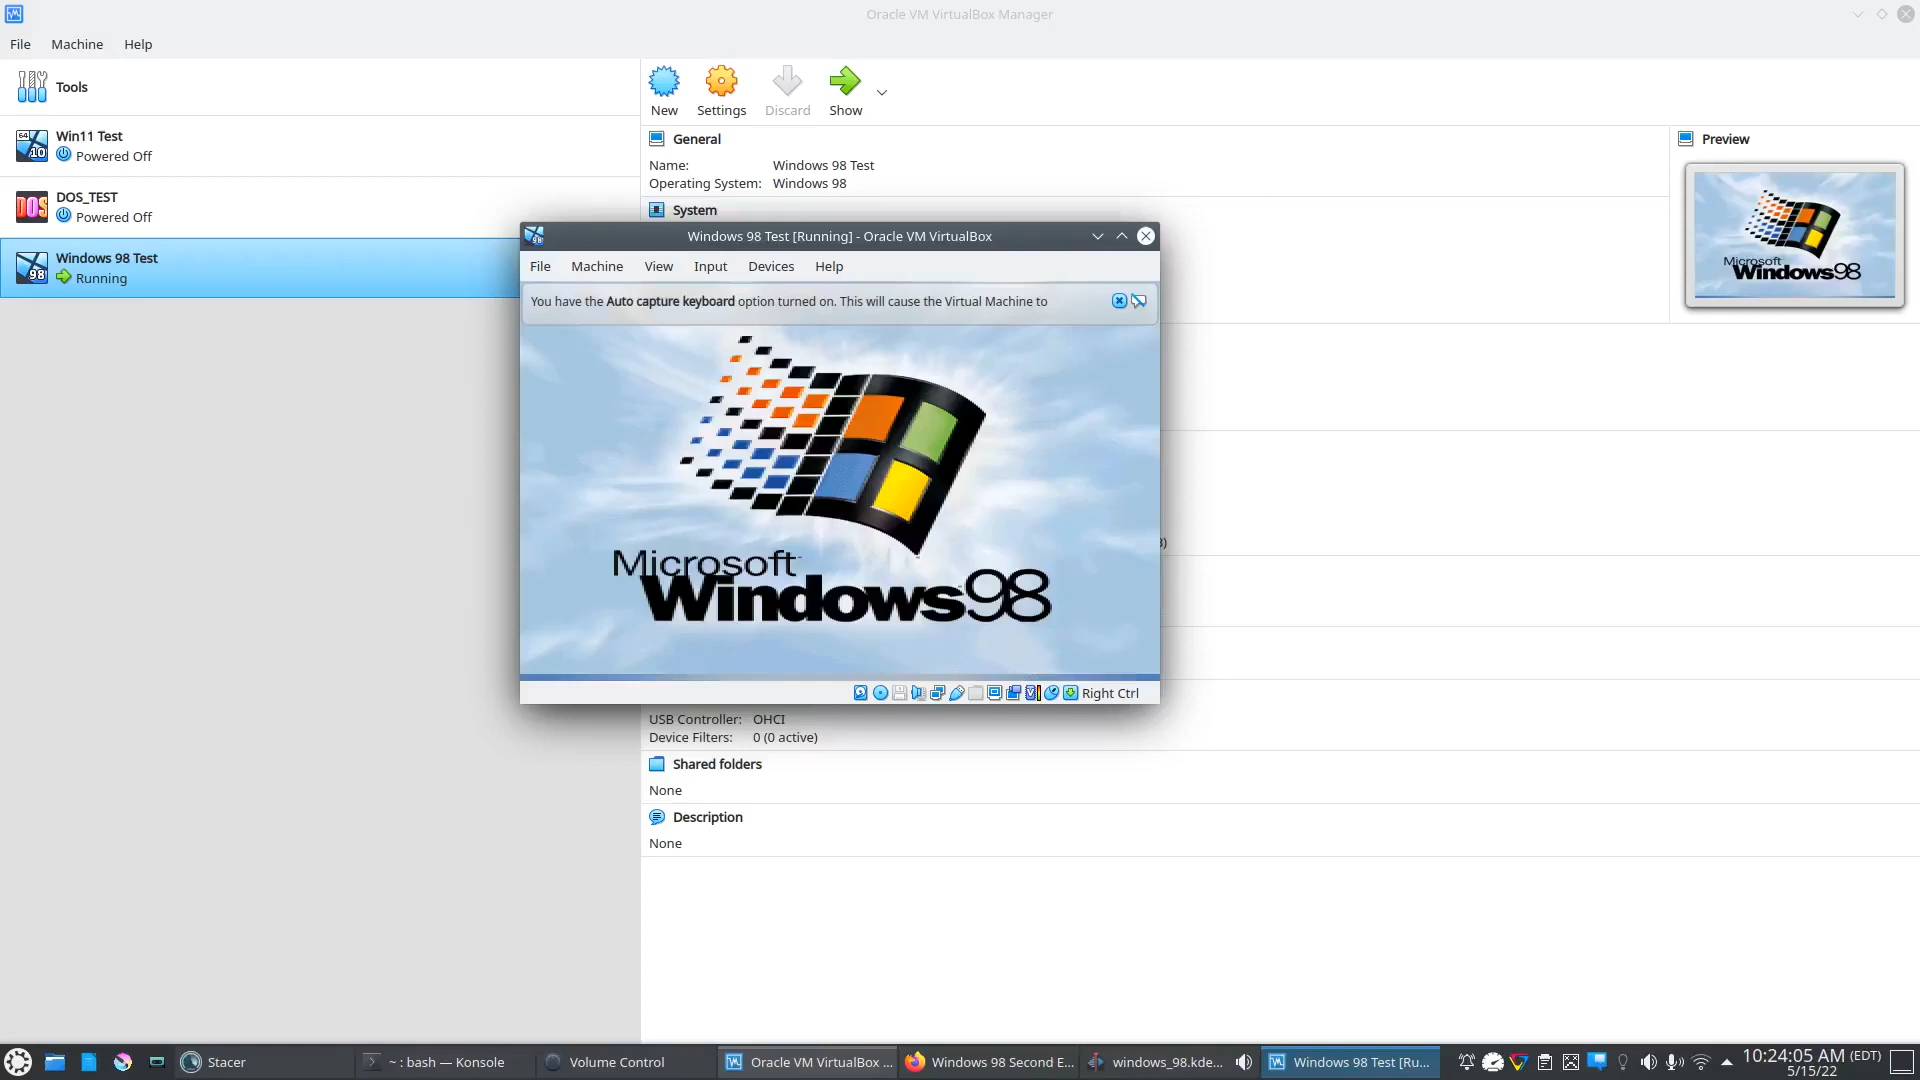 Oracle VM VirtualBox Manager
File Machine Help
Tools
New Settings Discard Show
64
10
Win11 Test
Powered Off
DOS
DOS_TEST
Powered Off
98
Windows 98 Test
Running
General
Name: Windows 98 Test
Operating System: Windows 98
System
Preview
Microsoft
Windows98
Windows 98 Test [Running] - Oracle VM VirtualBox
File Machine View Input Devices Help
You have the Auto capture keyboard option turned on. This will cause the Virtual Machine to
Microsoft
Windows98
Right Ctrl
USB Controller: OHCI
Device Filters: 0 (0 active)
Shared folders
None
Description
None
Stacer
~ : bash — Konsole
Volume Control
Oracle VM VirtualBox ...
Windows 98 Second E...
windows_98.kde...
Windows 98 Test [Ru...
10:24:05 AM (EDT)
5/15/22